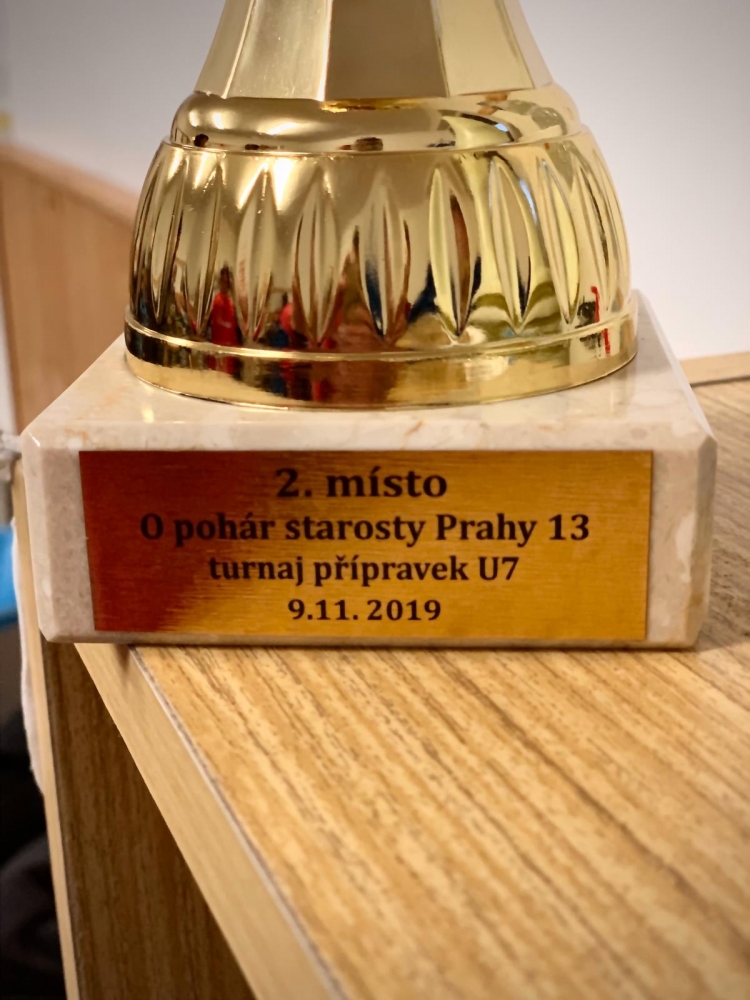 2. místo
O pohár starosty Prahy 13
turnaj přípravek U7
9.11. 2019